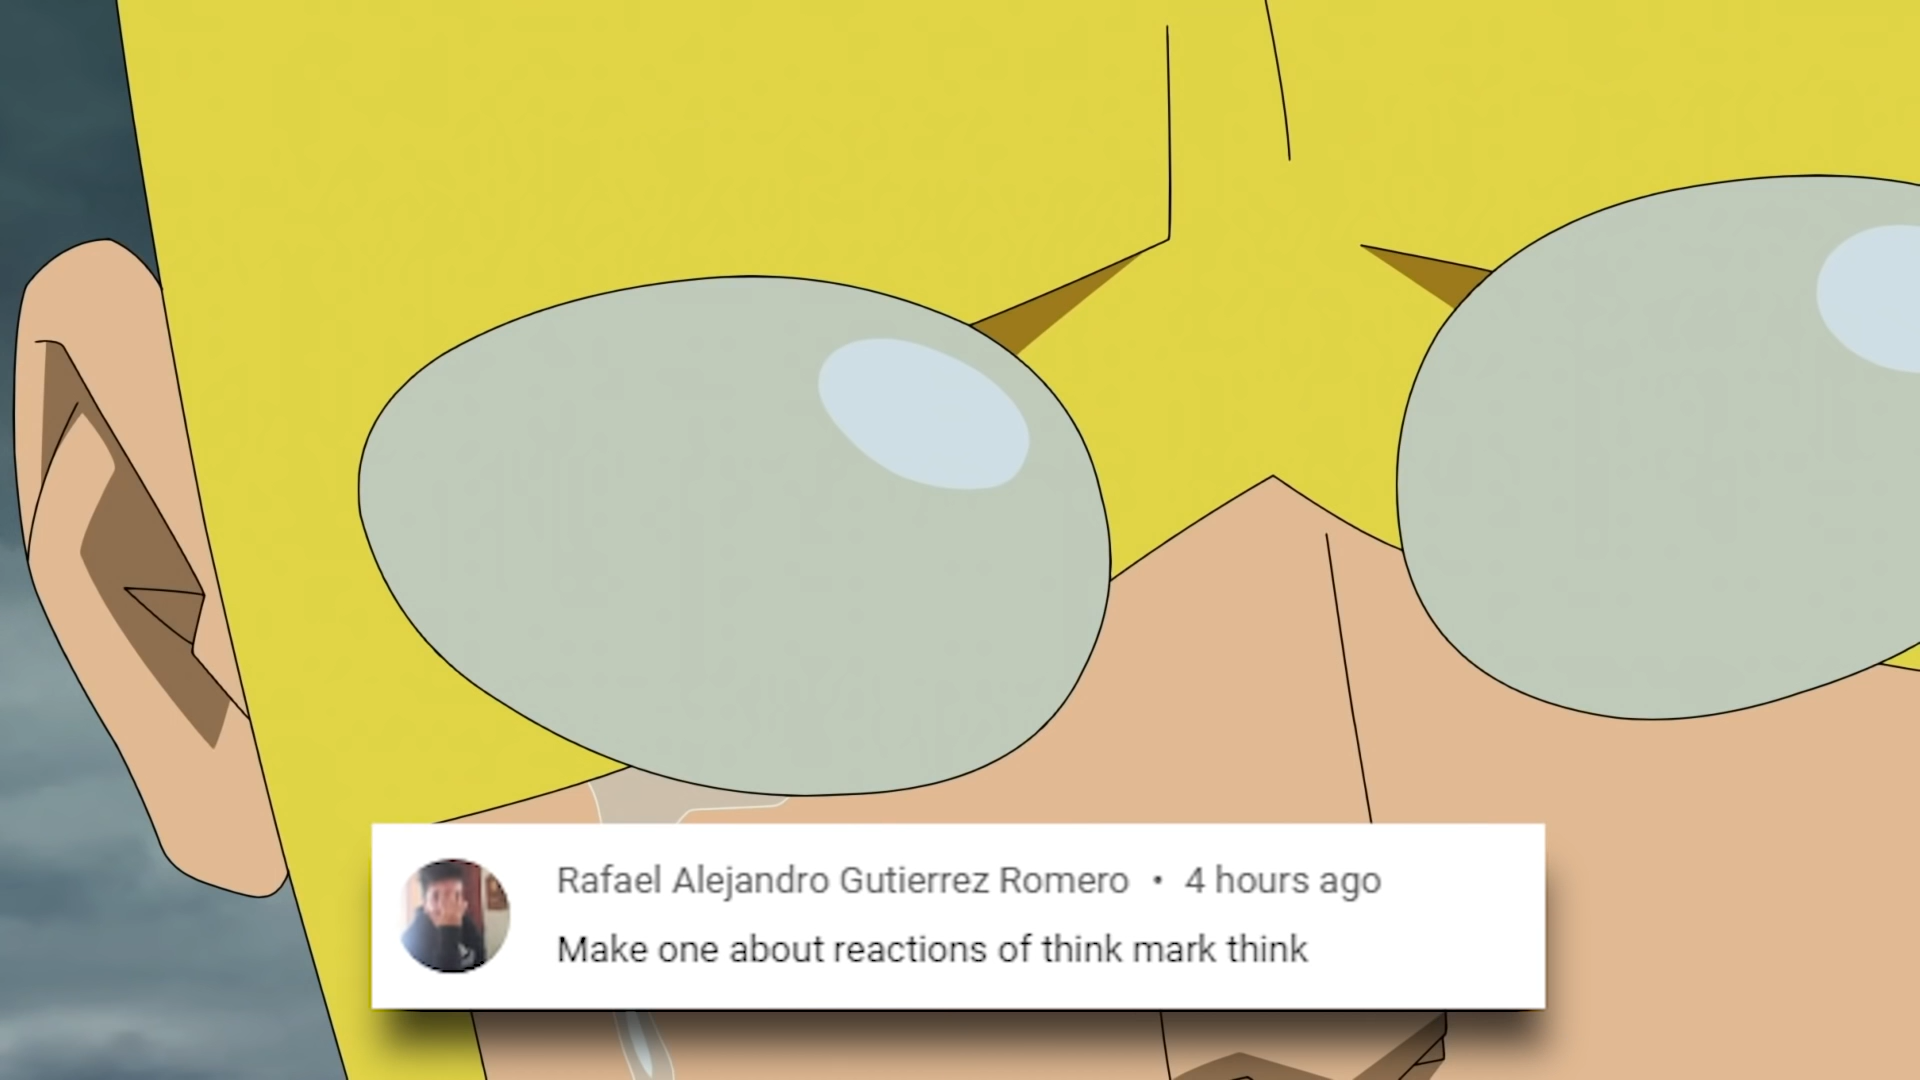 Rafael Alejandro Gutierrez Romero • 4 hours ago
Make one about reactions of think mark think